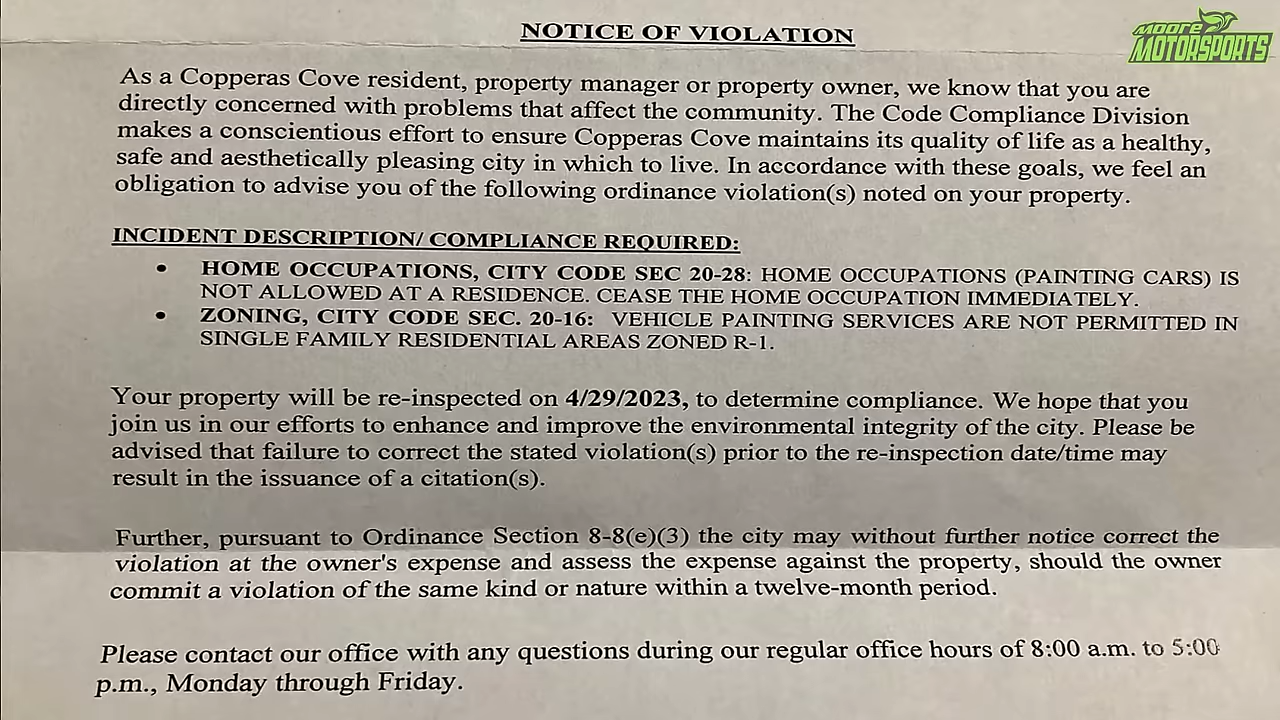 NOTICE OF VIOLATION
MOORE
MOTORSPORTS
As a Copperas Cove resident, property manager or property owner, we know that you are
directly concerned with problems that affect the community. The Code Compliance Division
makes a conscientious effort to ensure Copperas Cove maintains its quality of life as a healthy,
safe and aesthetically pleasing city in which to live. In accordance with these goals, we feel an
obligation to advise you of the following ordinance violation(s) noted on your property.
INCIDENT DESCRIPTION/ COMPLIANCE REQUIRED:
• HOME OCCUPATIONS, CITY CODE SEC 20-28: HOME OCCUPATIONS (PAINTING CARS) IS
NOT ALLOWED AT A RESIDENCE. CEASE THE HOME OCCUPATION IMMEDIATELY.
• ZONING, CITY CODE SEC. 20-16: VEHICLE PAINTING SERVICES ARE NOT PERMITTED IN
SINGLE FAMILY RESIDENTIAL AREAS ZONED R-1.
Your property will be re-inspected on 4/29/2023, to determine compliance. We hope that you
join us in our efforts to enhance and improve the environmental integrity of the city. Please be
advised that failure to correct the stated violation(s) prior to the re-inspection date/time may
result in the issuance of a citation(s).
Further, pursuant to Ordinance Section 8-8(e)(3) the city may without further notice correct the
violation at the owner's expense and assess the expense against the property, should the owner
commit a violation of the same kind or nature within a twelve-month period.
Please contact our office with any questions during our regular office hours of 8:00 a.m. to 5:00
p.m., Monday through Friday.